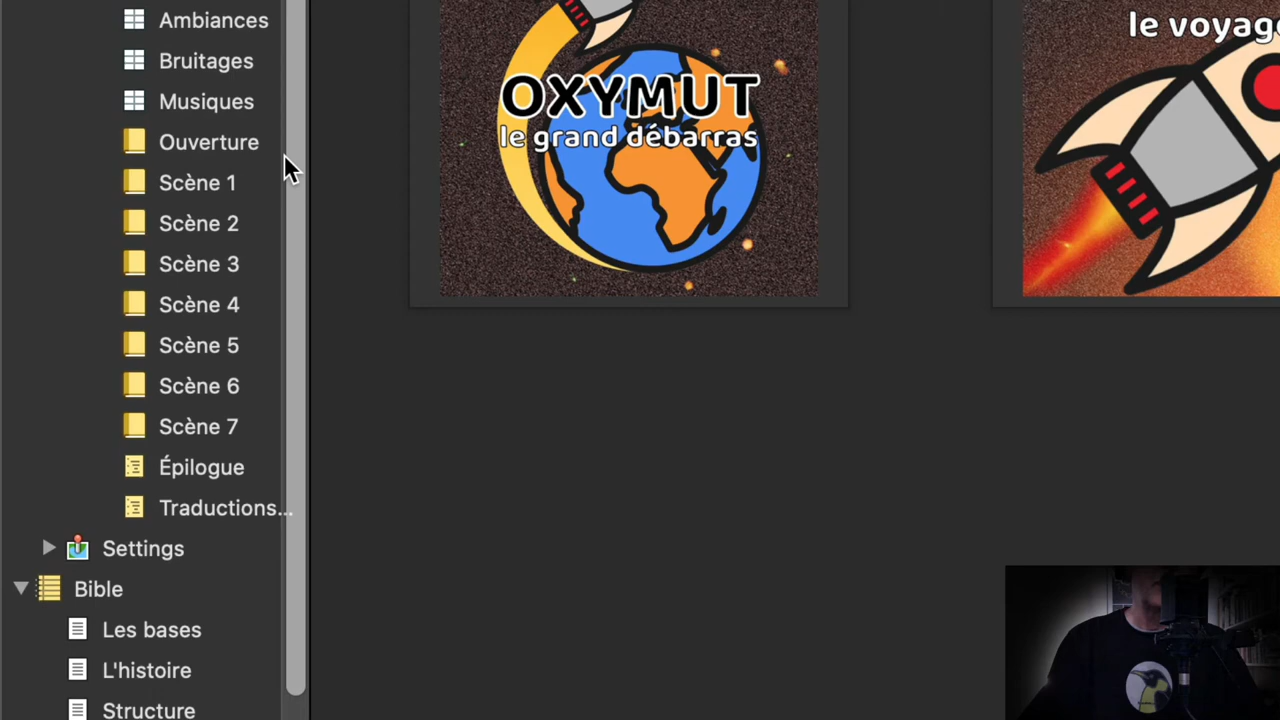 Ambiances
Bruitages
Musiques
Ouverture
Scène 1
Scène 2
Scène 3
Scène 4
Scène 5
Scène 6
Scène 7
Épilogue
Traductions...
Settings
Bible
Les bases
L'histoire
Structure
OXYMUT
le grand débarras
le voyag